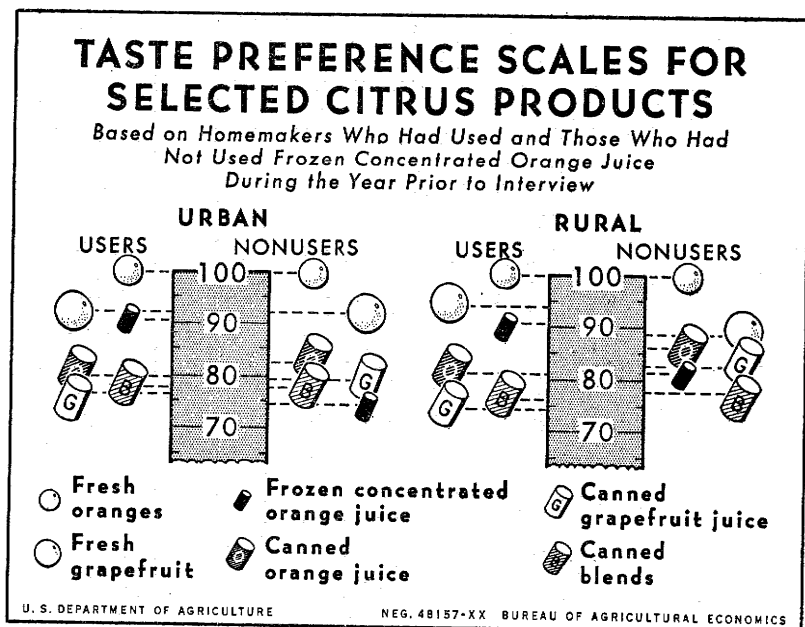 TASTE PREFERENCE SCALES FOR
SELECTED CITRUS PRODUCTS
Based on Homemakers Who Had Used and Those Who Had
Not Used Frozen Concentrated Orange Juice
During the Year Prior to Interview
URBAN
RURAL
USERS
NONUSERS
USERS
NONUSERS
100
90
80
70
O
G
B
O
B
G
100
90
80
70
O
G
B
O
G
B
Fresh
oranges
Fresh
grapefruit
Frozen concentrated
orange juice
O
Canned
orange juice
G
Canned
grapefruit juice
B
Canned
blends
U. S. DEPARTMENT OF AGRICULTURE
NEG. 48157-XX BUREAU OF AGRICULTURAL ECONOMICS